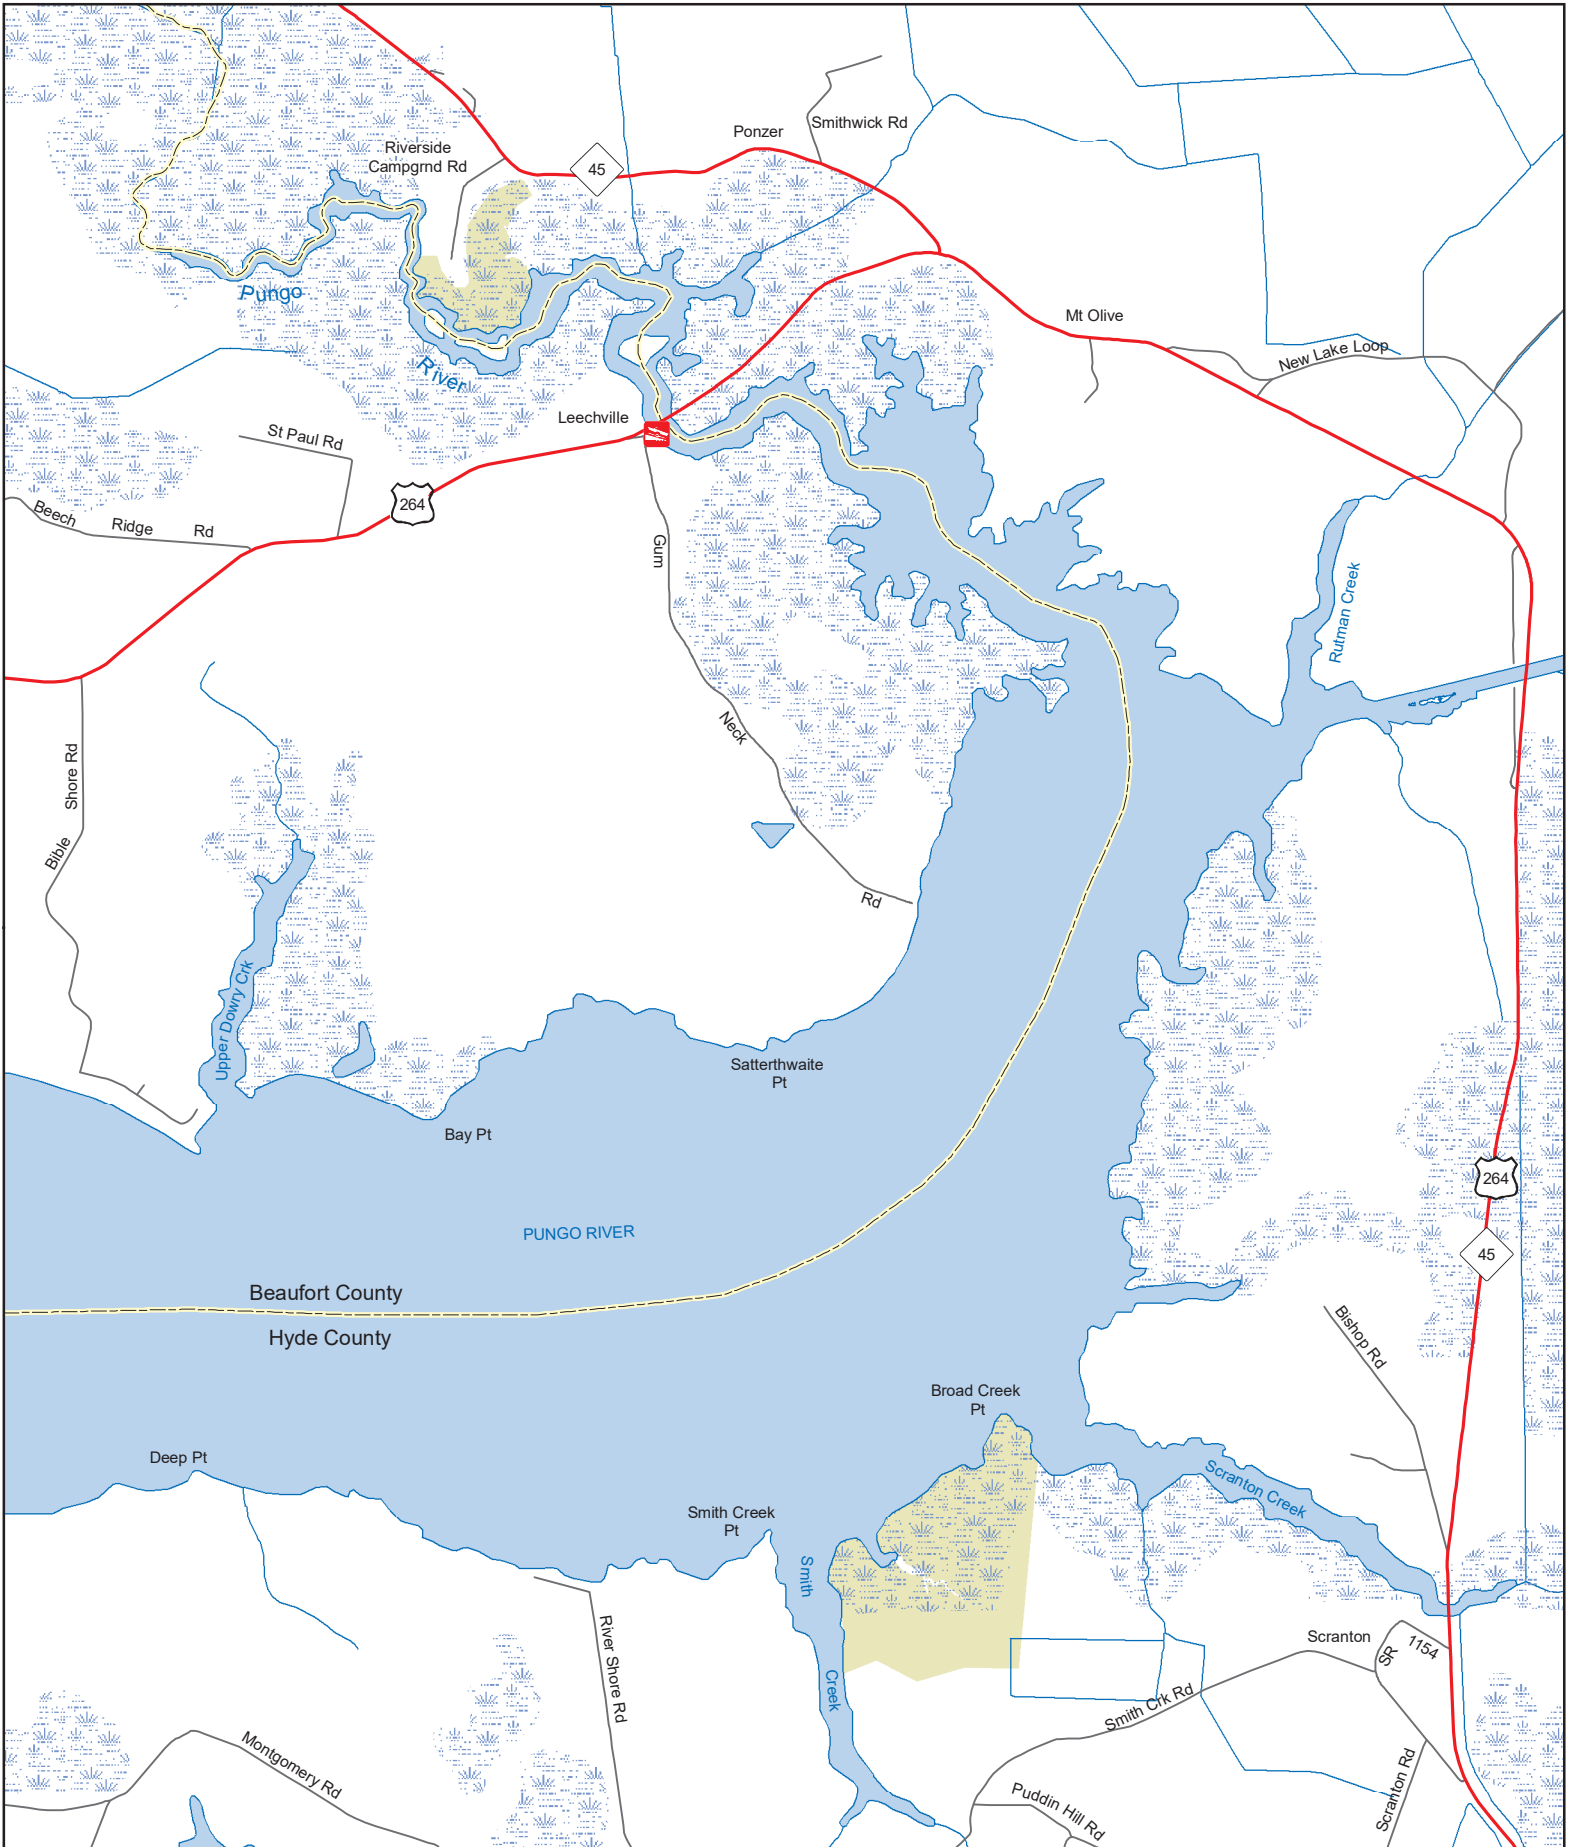 Riverside
Campgrnd Rd
45
Ponzer
Smithwick Rd
Pungo
River
Mt Olive
New Lake Loop
Leechville
St Paul Rd
264
Beech Ridge Rd
Gum Neck Rd
Rutman Creek
Bible Shore Rd
Upper Dowry Crk
Satterthwaite
Pt
Bay Pt
264
PUNGO RIVER
45
Beaufort County
Hyde County
Bishop Rd
Broad Creek
Pt
Deep Pt
Scranton Creek
Smith Creek
Pt
Smith Creek
River Shore Rd
Scranton
SR 1154
Smith Crk Rd
Montgomery Rd
Puddin Hill Rd
Scranton Rd